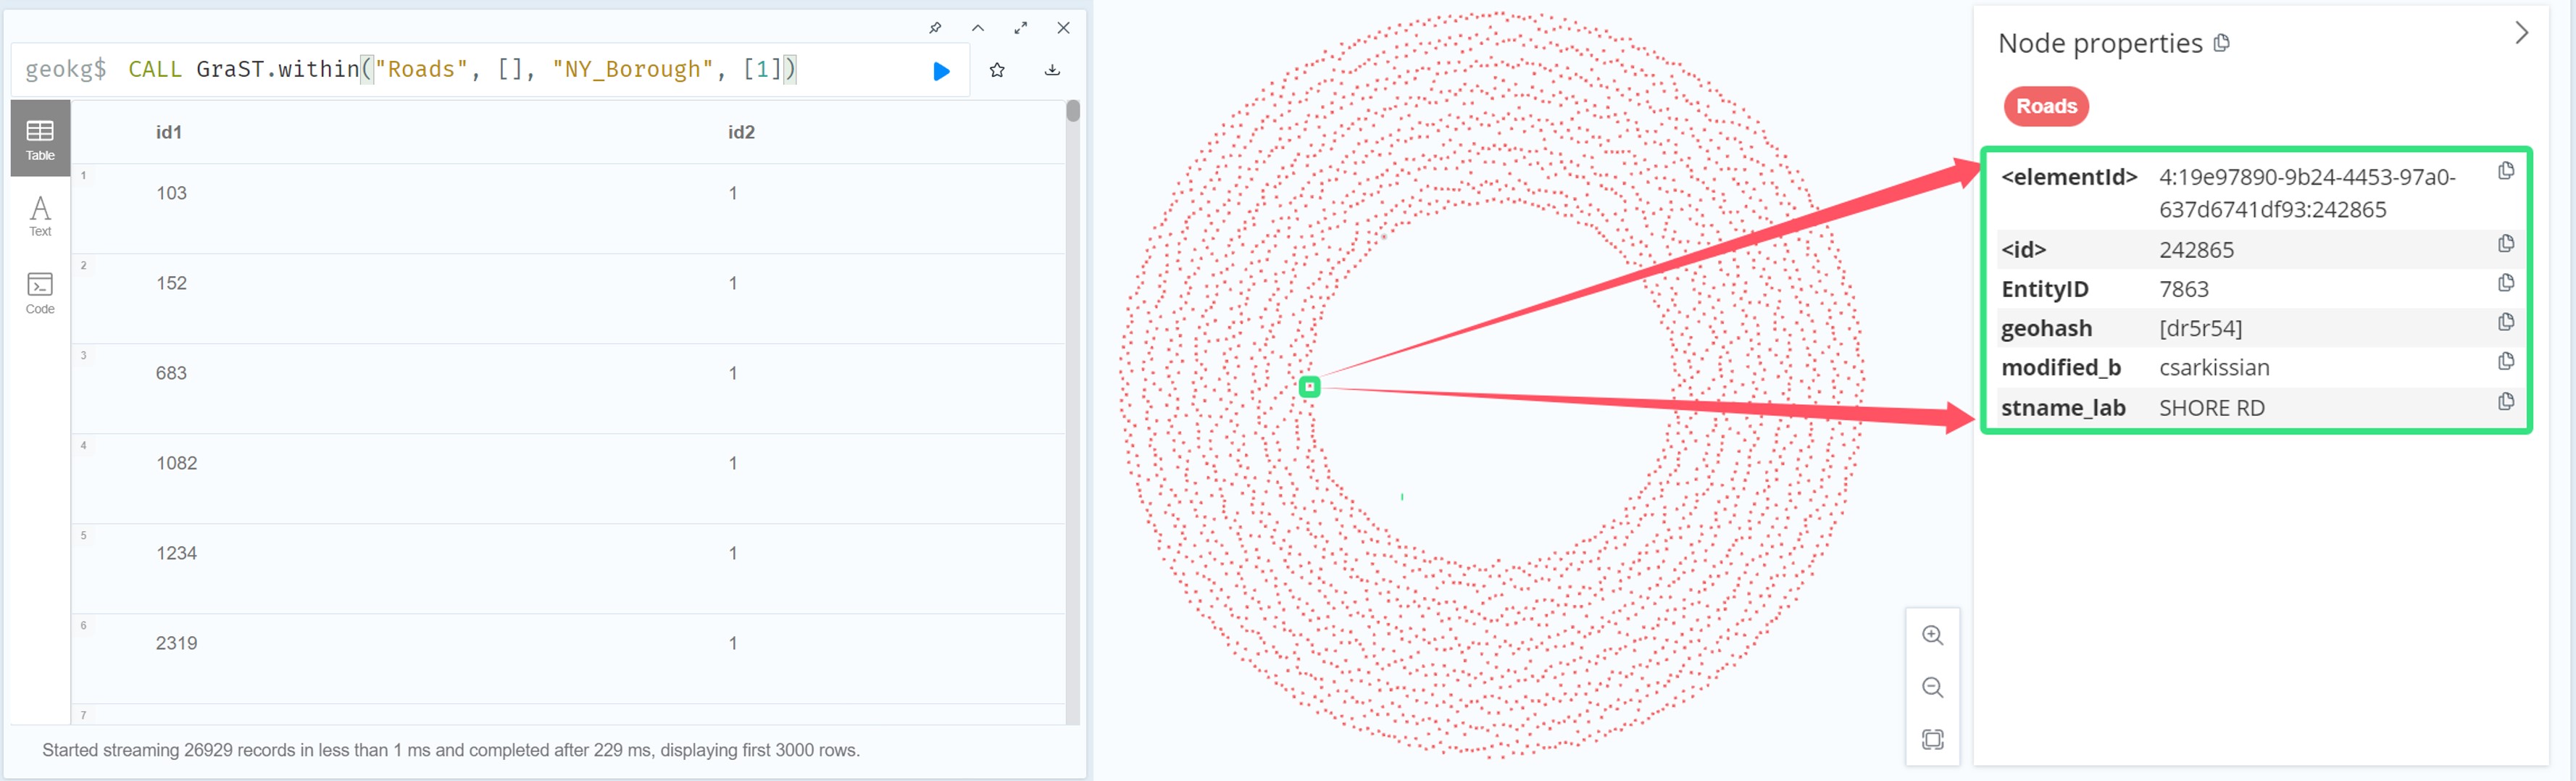 geokg$ CALL GraST.within("Roads", [], "NY_Borough", [1])
Table
Text
Code
id1 id2
1 103 1
2 152 1
3 683 1
4 1082 1
5 1234 1
6 2319 1
7
Started streaming 26929 records in less than 1 ms and completed after 229 ms, displaying first 3000 rows.
Node properties
Roads
<elementId> 4:19e97890-9b24-4453-97a0-
637d6741df93:242865
<id> 242865
EntityID 7863
geohash [dr5r54]
modified_b csarkissian
stname_lab SHORE RD